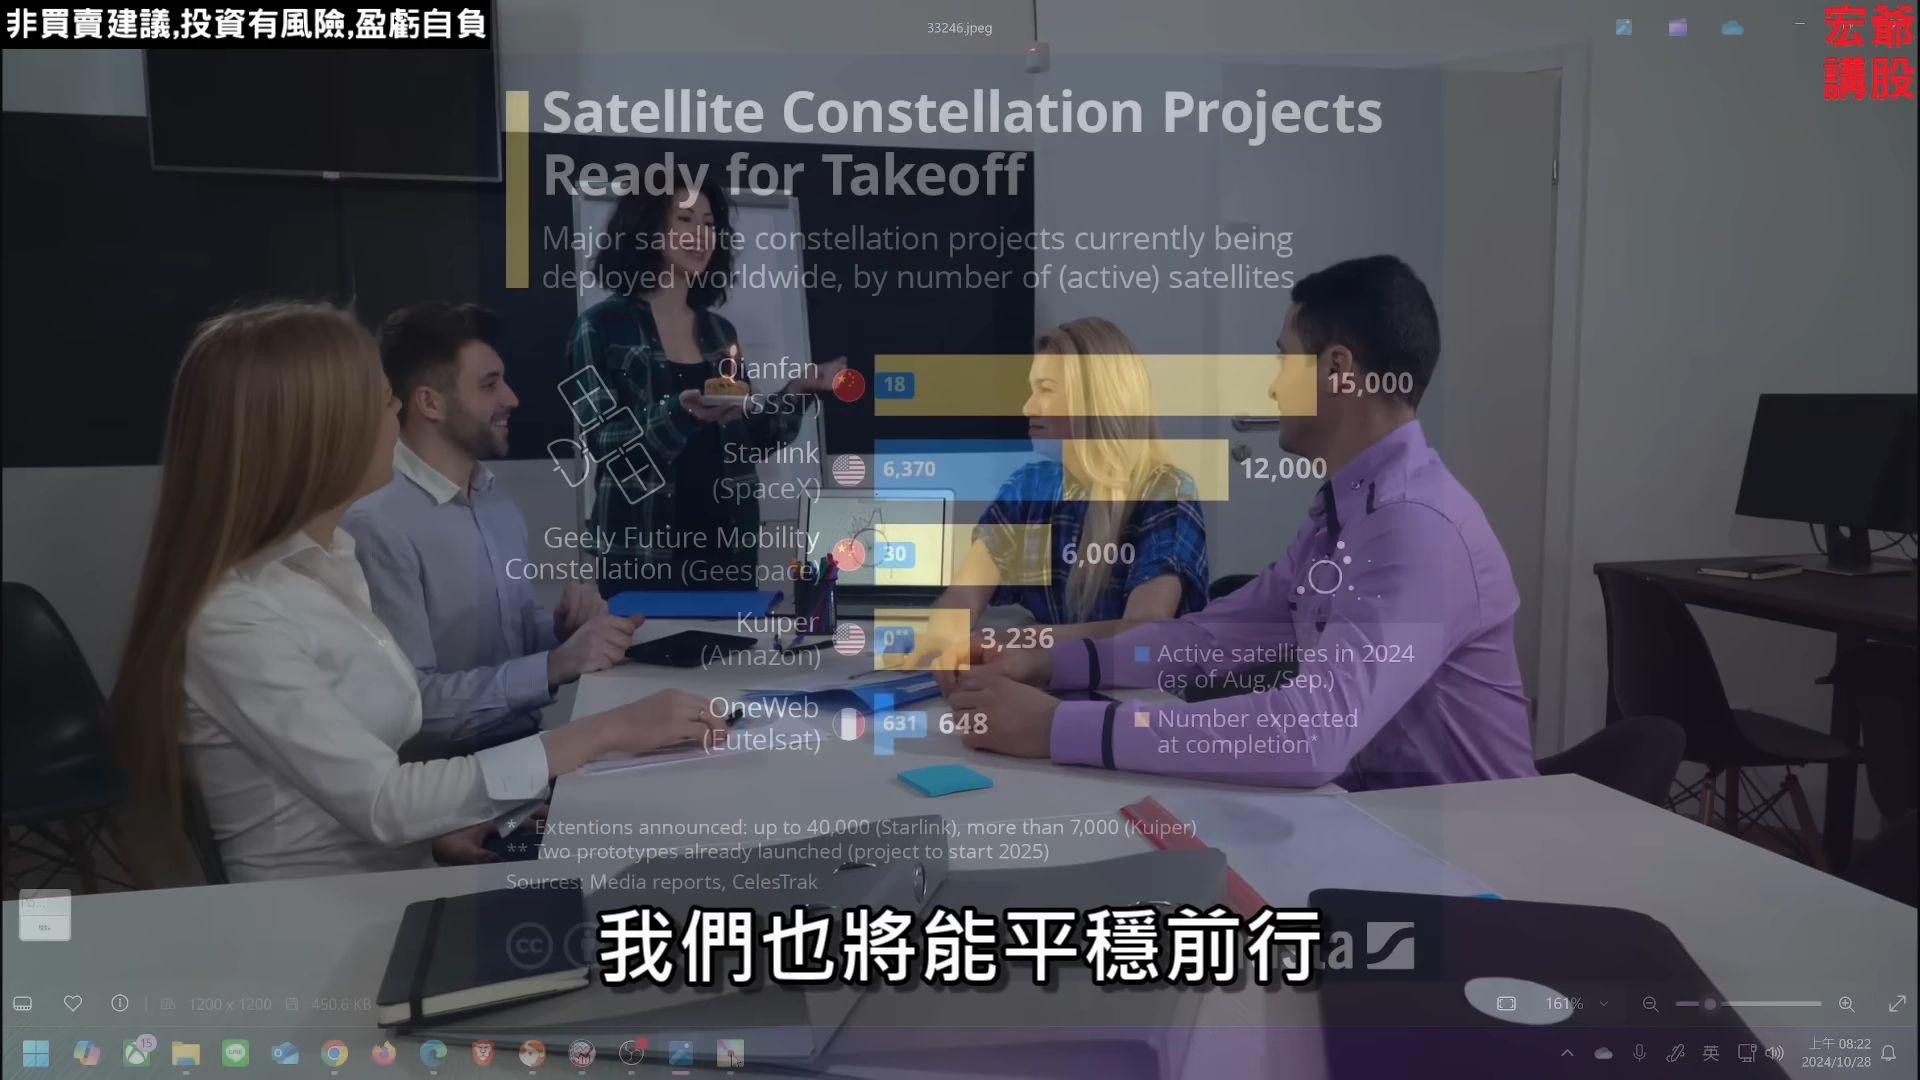 非買賣建議,投資有風險,盈虧自負
33246.jpeg
宏爺
講股
Satellite Constellation Projects
Ready for Takeoff
Major satellite constellation projects currently being
deployed worldwide, by number of (active) satellites
Qianfan
(SSST)
18
15,000
Starlink
(SpaceX)
6,370
12,000
Geely Future Mobility
Constellation (Geespace)
30
6,000
Kuiper
(Amazon)
0**
3,236
OneWeb
(Eutelsat)
631
648
Active satellites in 2024
(as of Aug./Sep.)
Number expected
at completion*
* Extentions announced: up to 40,000 (Starlink), more than 7,000 (Kuiper)
** Two prototypes already launched (project to start 2025)
Sources: Media reports, CelesTrak
cc
我們也將能平穩前行
1200 x 1200
450.6 KB
161%
15
LINE
英
上午 08:22
2024/10/28